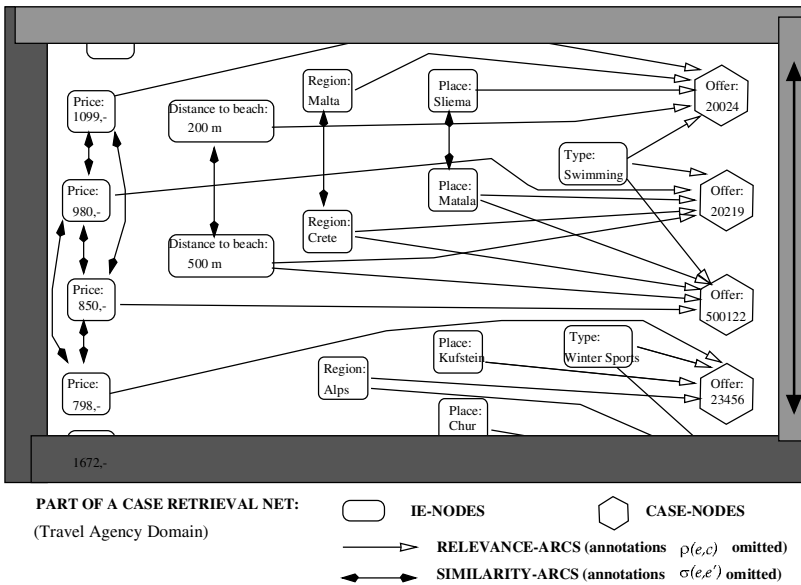 Price:
1099,-
Distance to beach:
200 m
Region:
Malta
Place:
Sliema
Offer:
20024
Type:
Swimming
Price:
980,-
Place:
Matala
Offer:
20219
Region:
Crete
Distance to beach:
500 m
Price:
850,-
Offer:
500122
Place:
Kufstein
Type:
Winter Sports
Region:
Alps
Price:
798,-
Offer:
23456
Place:
Chur
1672,-
PART OF A CASE RETRIEVAL NET:
(Travel Agency Domain)
IE-NODES
CASE-NODES
RELEVANCE-ARCS (annotations ρ(e,c) omitted)
SIMILARITY-ARCS (annotations σ(e,e') omitted)